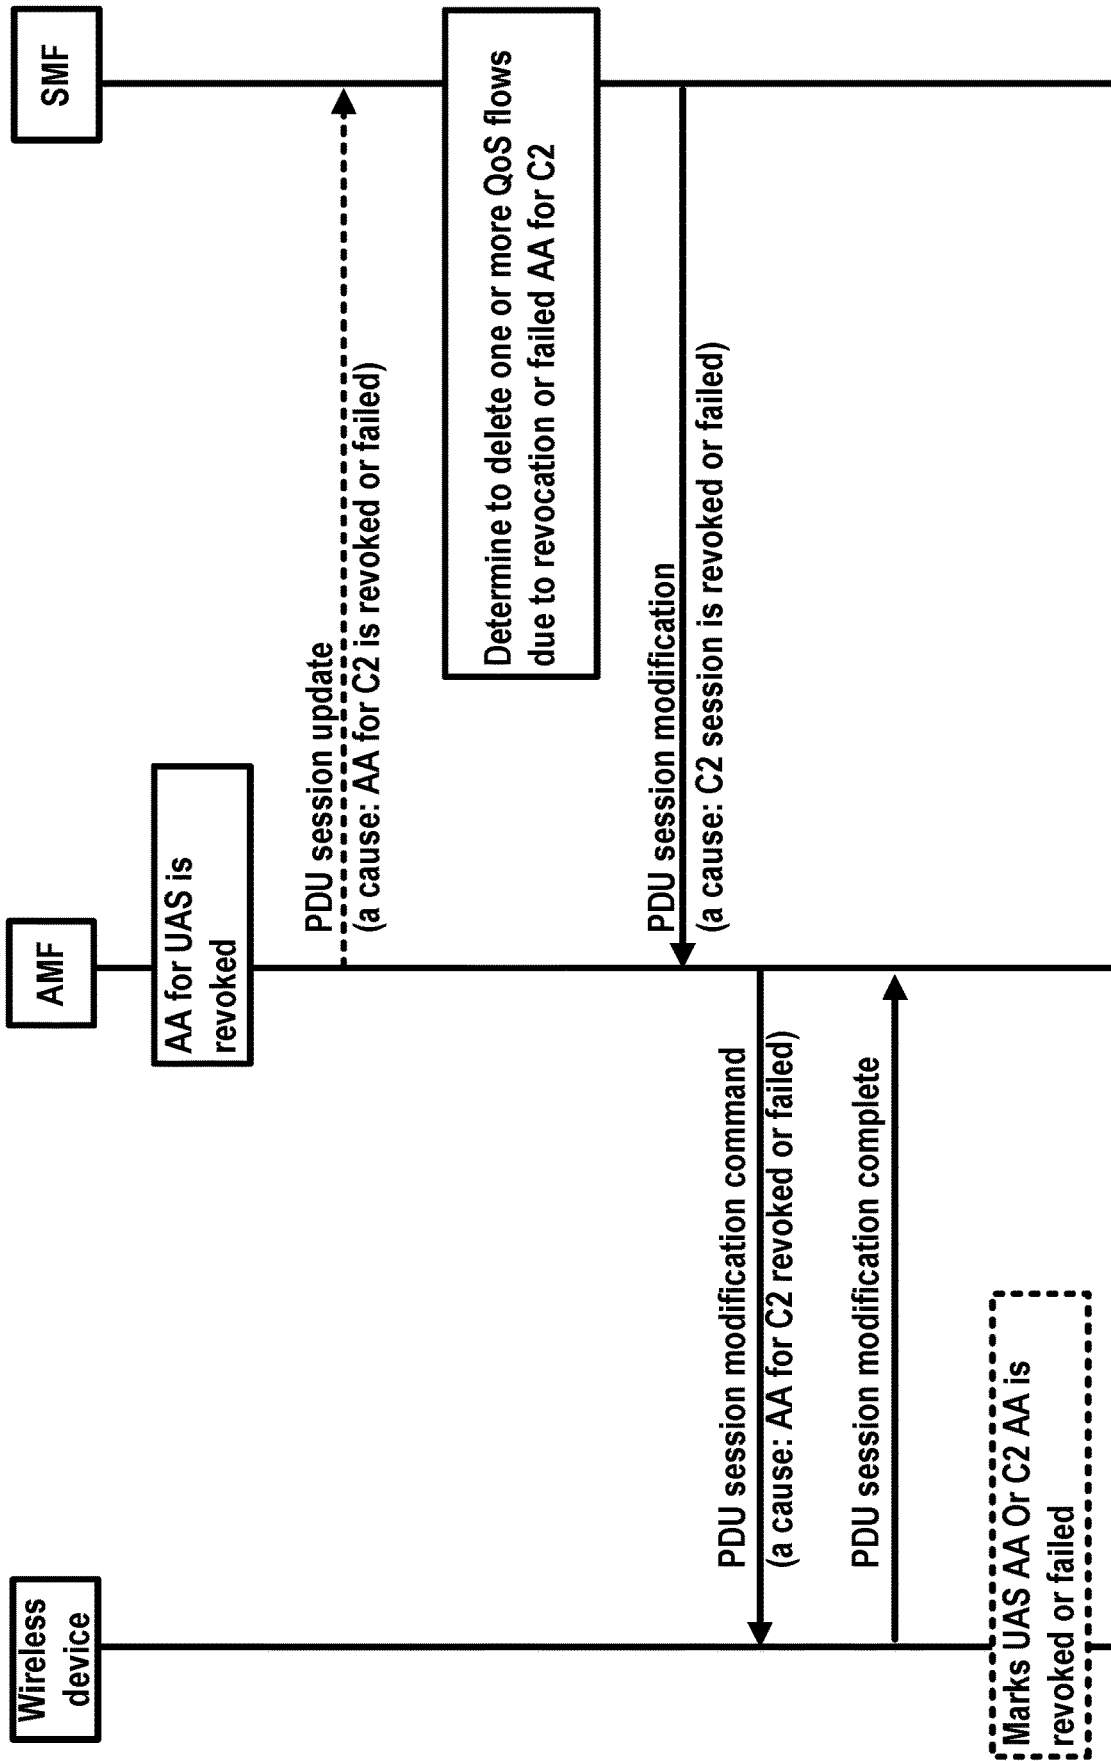 Wireless
device
AMF
SMF
AA for UAS is
revoked
PDU session update
(a cause: AA for C2 is revoked or failed)
Determine to delete one or more QoS flows
due to revocation or failed AA for C2
PDU session modification
(a cause: C2 session is revoked or failed)
PDU session modification command
(a cause: AA for C2 revoked or failed)
PDU session modification complete
Marks UAS AA Or C2 AA is
revoked or failed